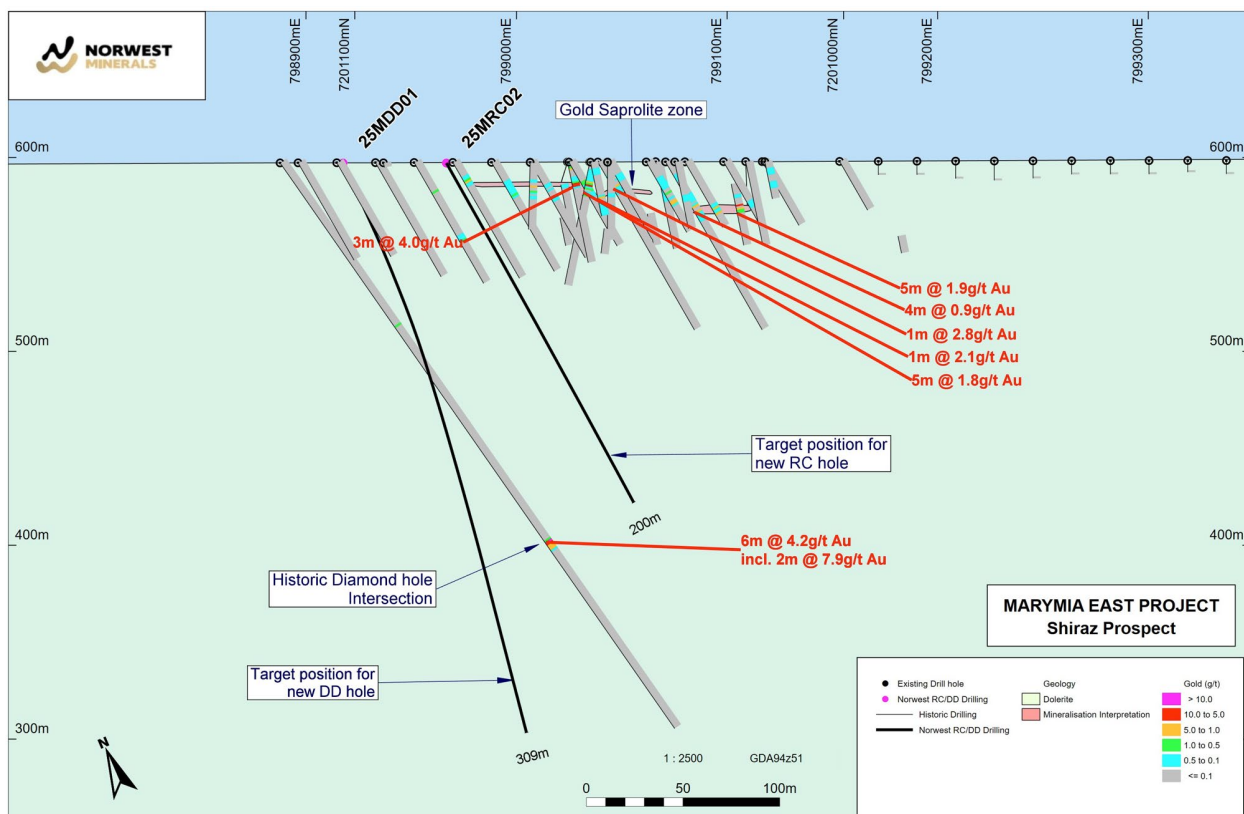 NORWEST
MINERALS
798900mE
7201100mN
799000mE
799100mE
7201000mN
799200mE
799300mE
25MDD01
25MRC02
Gold Saprolite zone
600m
600m
3m @ 4.0g/t Au
5m @ 1.9g/t Au
4m @ 0.9g/t Au
1m @ 2.8g/t Au
1m @ 2.1g/t Au
5m @ 1.8g/t Au
500m
500m
Target position for
new RC hole
200m
400m
400m
6m @ 4.2g/t Au
incl. 2m @ 7.9g/t Au
Historic Diamond hole
Intersection
Target position for
new DD hole
309m
300m
MARYMIA EAST PROJECT
Shiraz Prospect
Existing Drill hole
Norwest RC/DD Drilling
Historic Drilling
Norwest RC/DD Drilling
Geology
Dolerite
Mineralisation Interpretation
Gold (g/t)
> 10.0
10.0 to 5.0
5.0 to 1.0
1.0 to 0.5
0.5 to 0.1
<= 0.1
N
1 : 2500 GDA94z51
0 50 100m